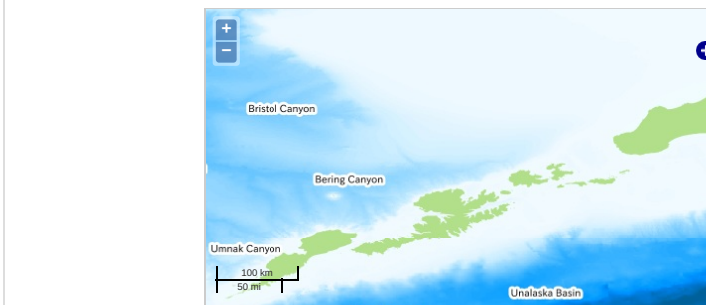 +
−
Bristol Canyon
Bering Canyon
Umnak Canyon
100 km
50 mi
Unalaska Basin